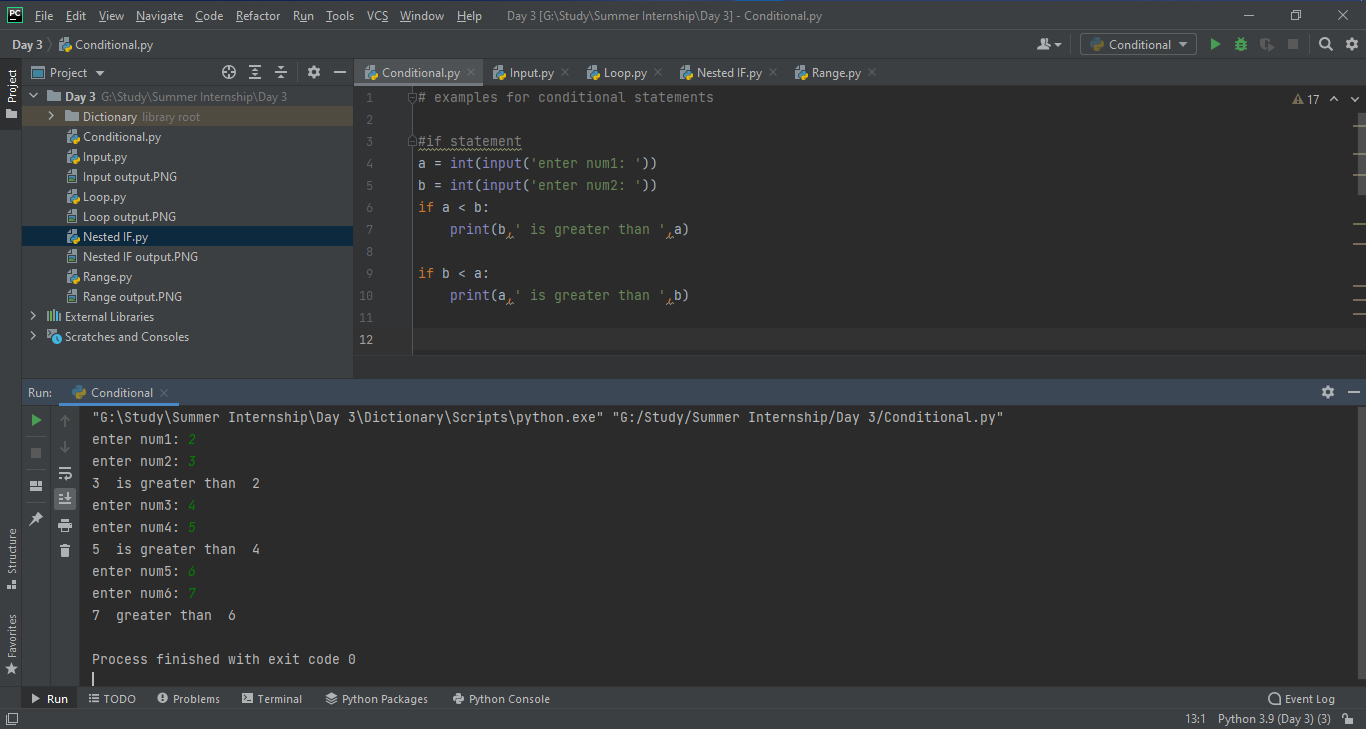 PC File Edit View Navigate Code Refactor Run Tools VCS Window Help Day 3 [G:\Study\Summer Internship\Day 3] - Conditional.py
Day 3 Conditional.py Conditional
Project
Project
Day 3 G:\Study\Summer Internship\Day 3
Dictionary library root
Conditional.py
Input.py
Input output.PNG
Loop.py
Loop output.PNG
Nested IF.py
Nested IF output.PNG
Range.py
Range output.PNG
External Libraries
Scratches and Consoles
Conditional.py Input.py Loop.py Nested IF.py Range.py
1 # examples for conditional statements 17
2
3 #if statement
4 a = int(input('enter num1: '))
5 b = int(input('enter num2: '))
6 if a < b:
7 print(b,' is greater than ',a)
8
9 if b < a:
10 print(a,' is greater than ',b)
11
12
Run: Conditional
"G:\Study\Summer Internship\Day 3\Dictionary\Scripts\python.exe" "G:/Study/Summer Internship/Day 3/Conditional.py"
enter num1: 2
enter num2: 3
3  is greater than  2
enter num3: 4
enter num4: 5
5  is greater than  4
enter num5: 6
enter num6: 7
7  greater than  6
Process finished with exit code 0
Structure
Favorites
Run TODO Problems Terminal Python Packages Python Console Event Log
13:1 Python 3.9 (Day 3) (3)